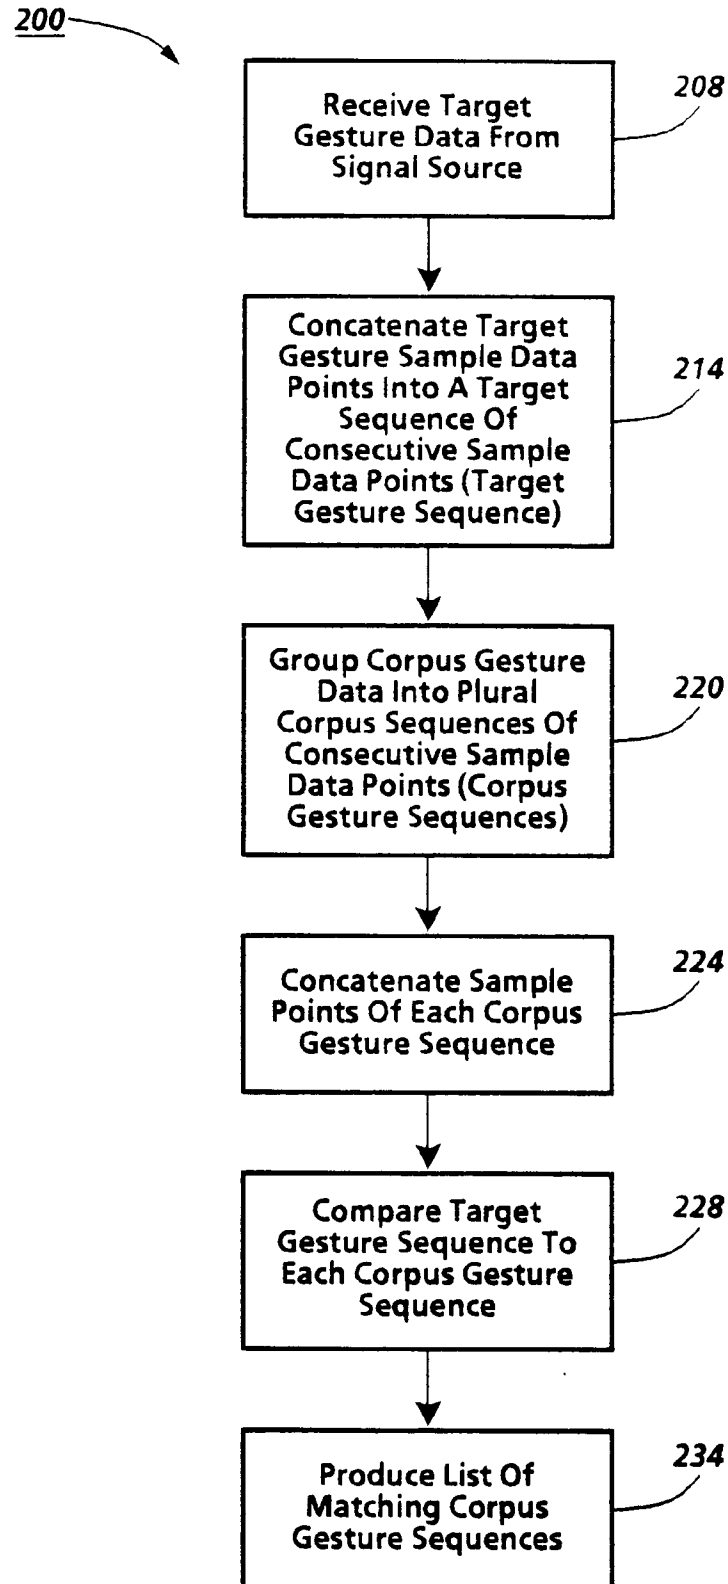 200
208
Receive Target
Gesture Data From
Signal Source
214
Concatenate Target
Gesture Sample Data
Points Into A Target
Sequence Of
Consecutive Sample
Data Points (Target
Gesture Sequence)
220
Group Corpus Gesture
Data Into Plural
Corpus Sequences Of
Consecutive Sample
Data Points (Corpus
Gesture Sequences)
224
Concatenate Sample
Points Of Each Corpus
Gesture Sequence
228
Compare Target
Gesture Sequence To
Each Corpus Gesture
Sequence
234
Produce List Of
Matching Corpus
Gesture Sequences